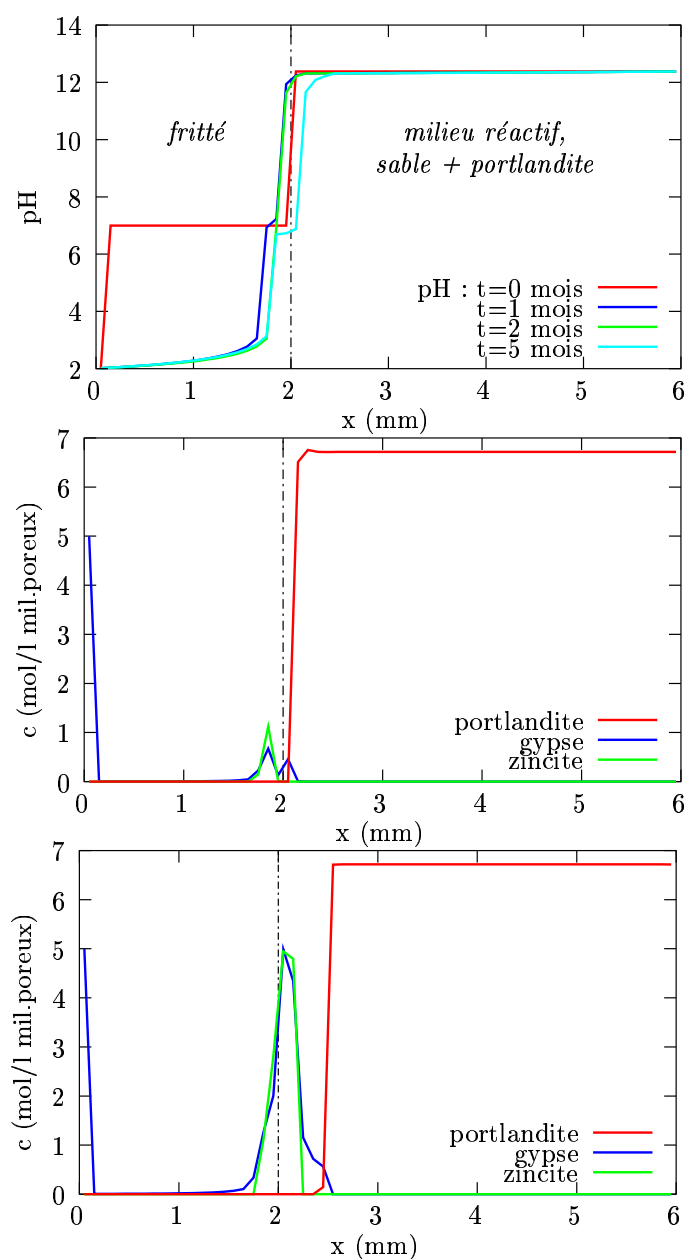 14
12
10
8
6
4
2
pH
fritté
milieu réactif,
sable + portlandite
pH : t=0 mois
t=1 mois
t=2 mois
t=5 mois
0 1 2 3 4 5 6
x (mm)
7
6
5
4
3
2
1
0
c (mol/l mil.poreux)
portlandite
gypse
zincite
0 1 2 3 4 5 6
x (mm)
7
6
5
4
3
2
1
0
c (mol/l mil.poreux)
portlandite
gypse
zincite
0 1 2 3 4 5 6
x (mm)